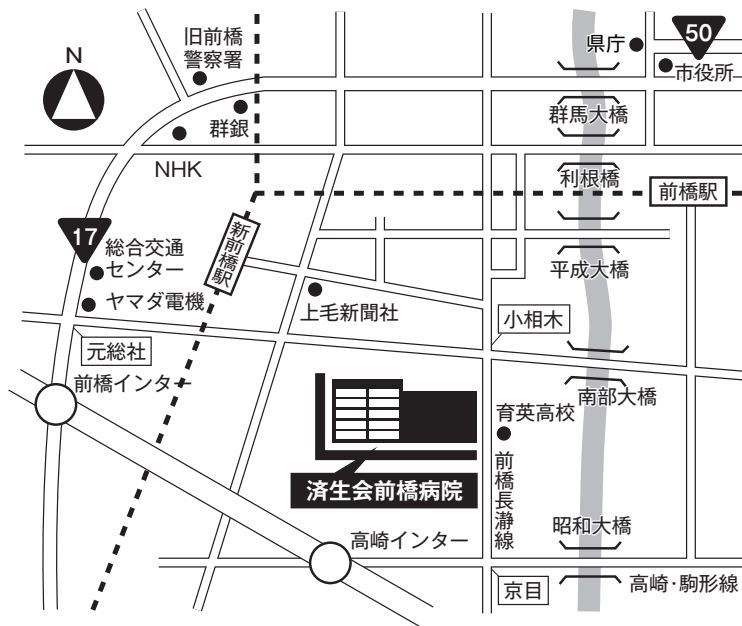 N
旧前橋
警察署
県庁
50
市役所
群銀
群馬大橋
NHK
利根橋
前橋駅
17
新前橋駅
総合交通
センター
平成大橋
ヤマダ電機
上毛新聞社
小相木
元総社
前橋インター
南部大橋
育英高校
前橋長瀞線
済生会前橋病院
昭和大橋
高崎インター
京目
高崎・駒形線